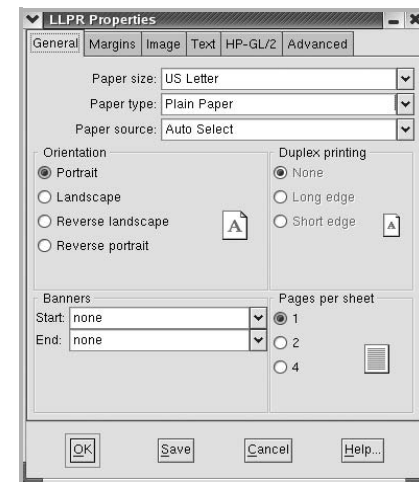 LLPR Properties
General Margins Image Text HP-GL/2 Advanced
Paper size: US Letter
Paper type: Plain Paper
Paper source: Auto Select
Orientation
Portrait
Landscape
Reverse landscape
Reverse portrait
A
Duplex printing
None
Long edge
Short edge
A
Banners
Start: none
End: none
Pages per sheet
1
2
4
OK Save Cancel Help...